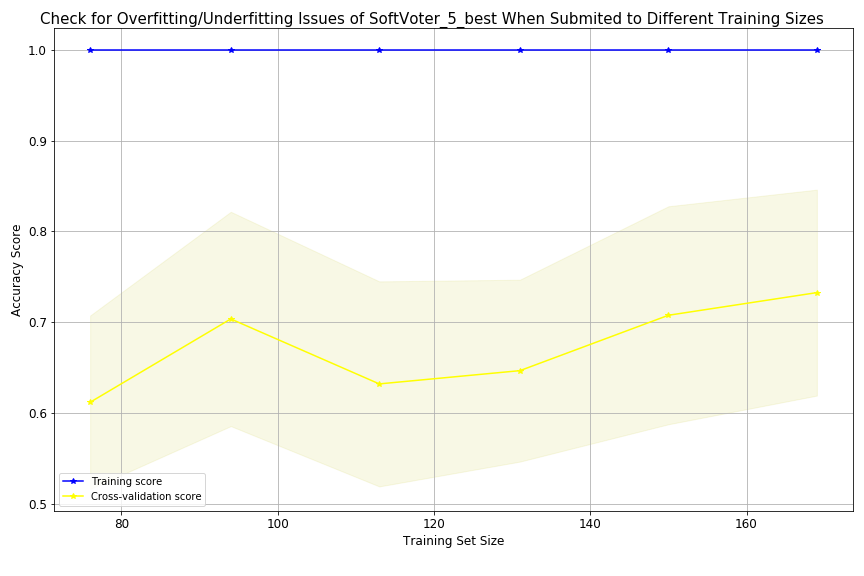 Check for Overfitting/Underfitting Issues of SoftVoter_5_best When Submited to Different Training Sizes
1.0
0.9
0.8
0.7
0.6
0.5
Accuracy Score
Training score
Cross-validation score
80 100 120 140 160
Training Set Size